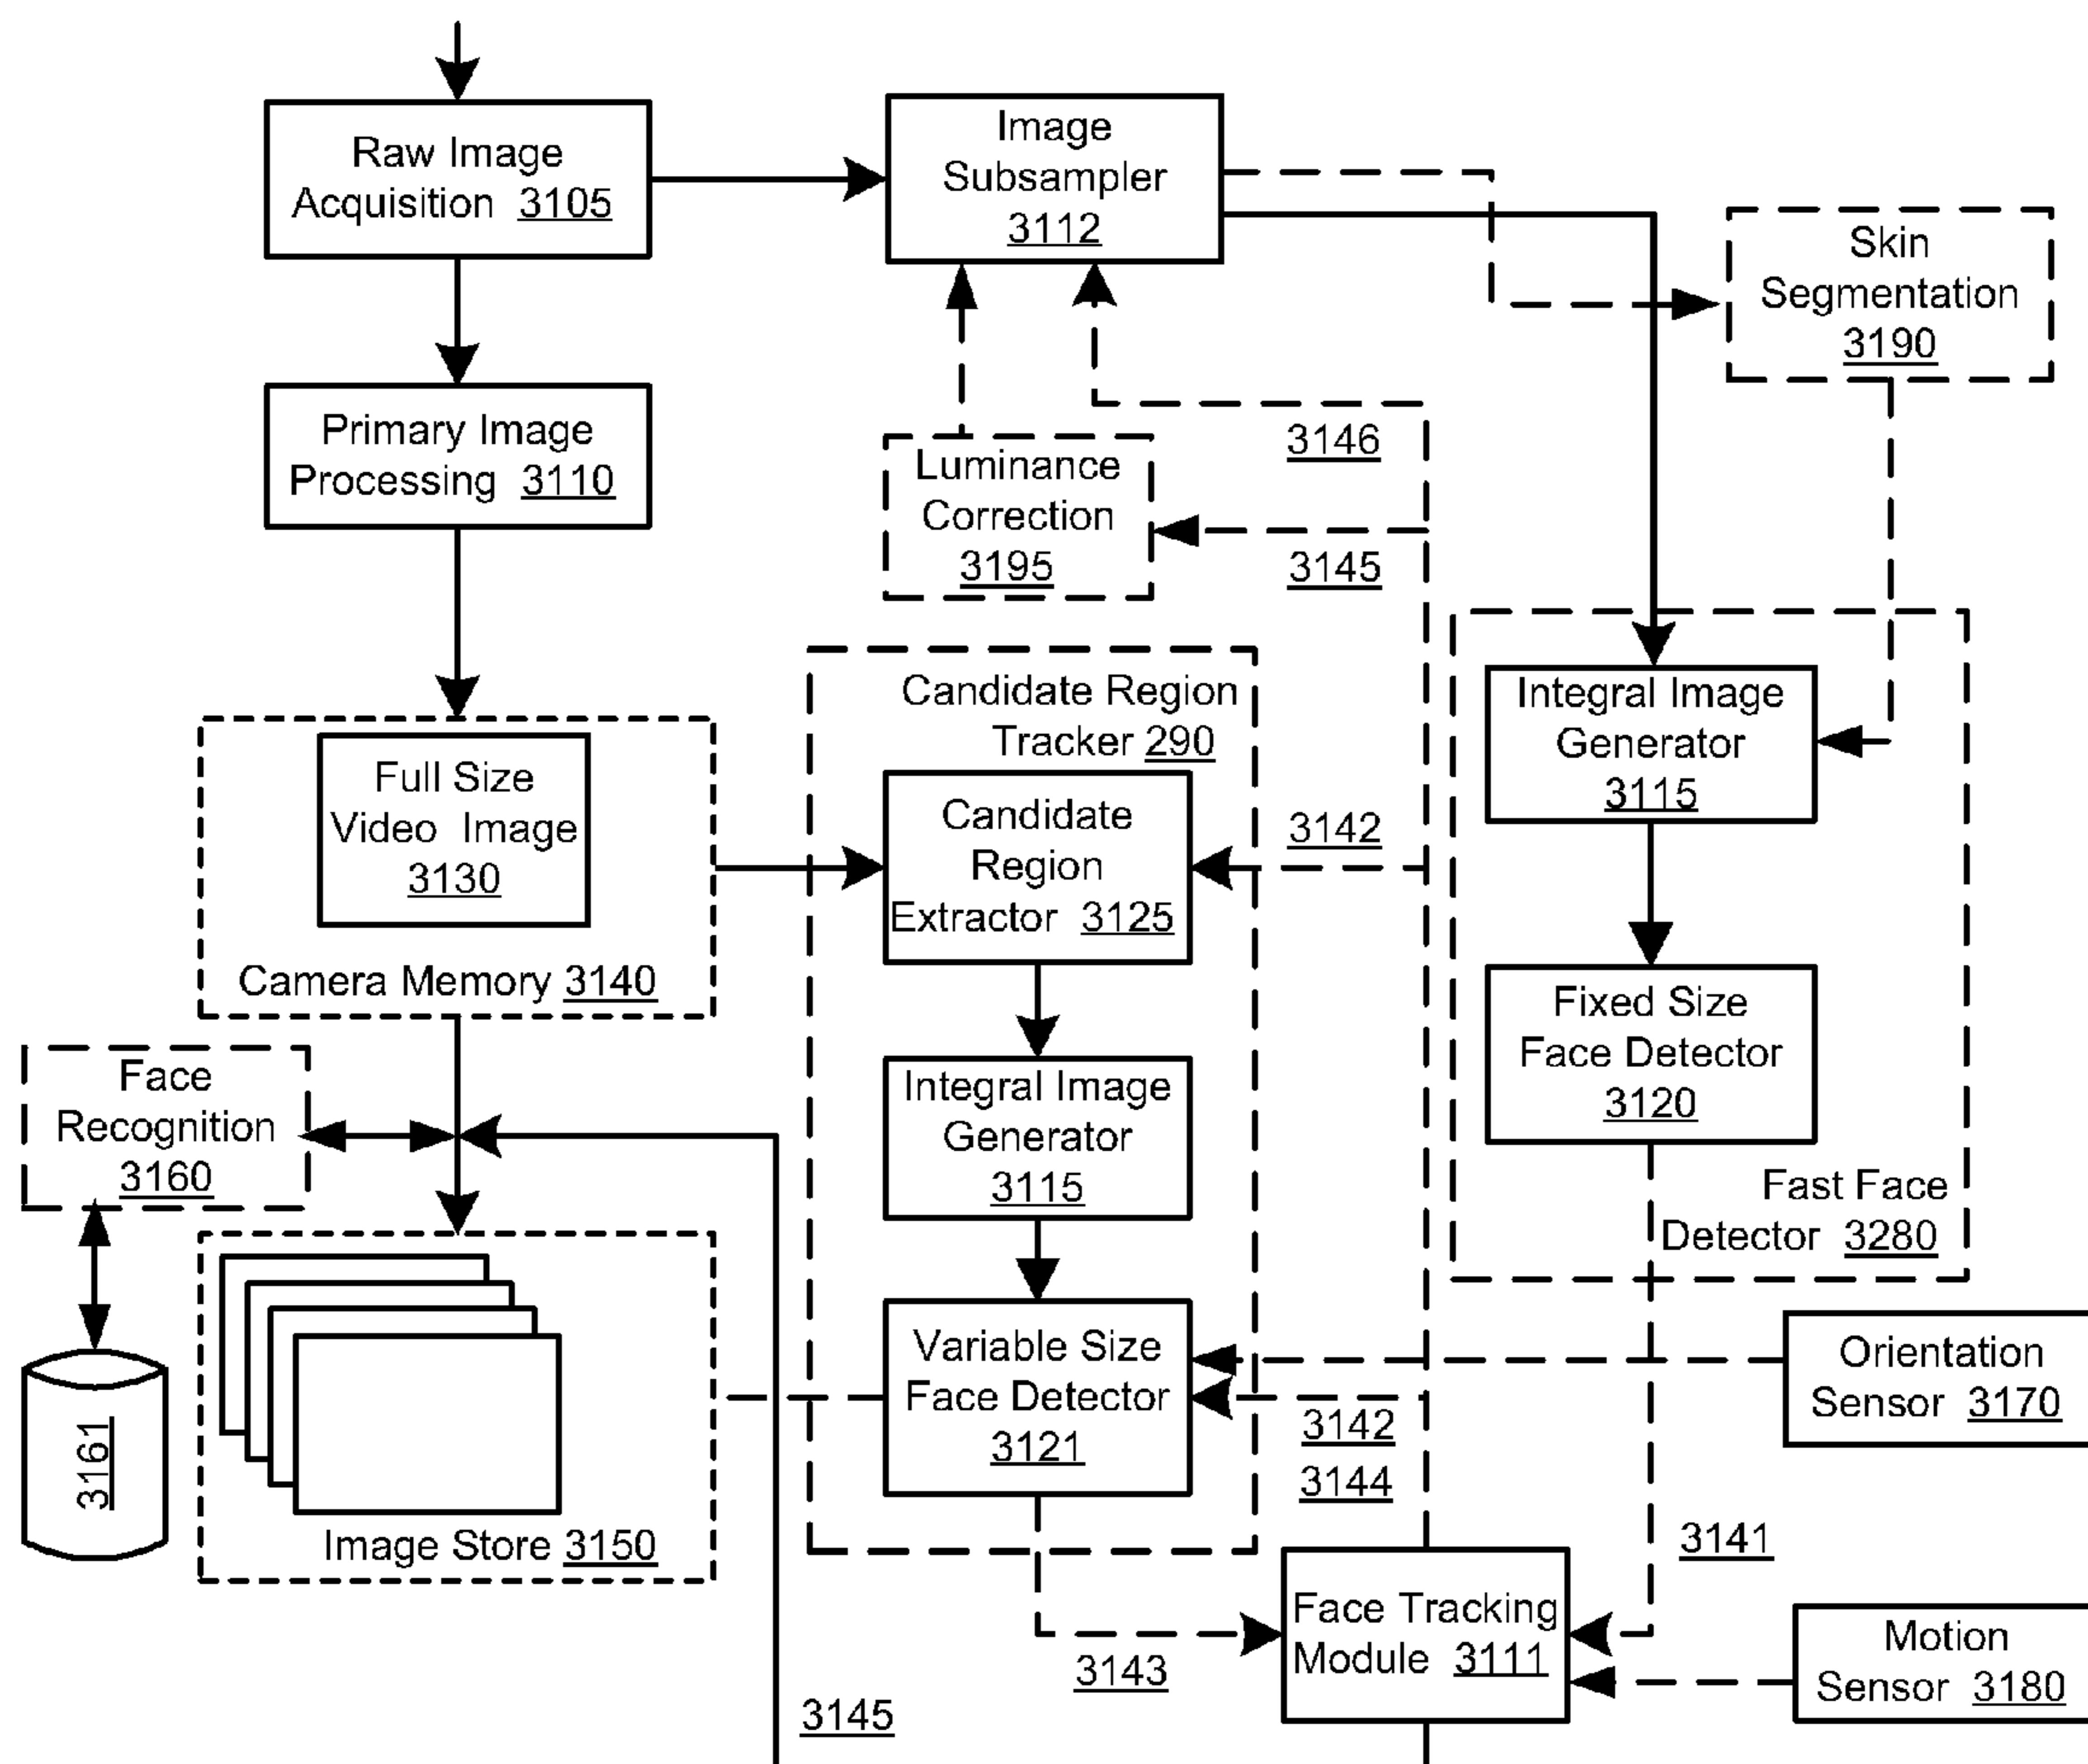 Raw Image
Acquisition 3105
Image
Subsampler
3112
Skin
Segmentation
3190
Primary Image
Processing 3110
3146
Luminance
Correction
3195
3145
Candidate Region
Tracker 290
Integral Image
Generator
3115
Full Size
Video Image
3130
Candidate
Region
Extractor 3125
3142
Camera Memory 3140
Fixed Size
Face Detector
3120
Face
Recognition
3160
Integral Image
Generator
3115
Fast Face
Detector 3280
Variable Size
Face Detector
3121
3142
3144
Orientation
Sensor 3170
3161
Image Store 3150
3141
3143
Face Tracking
Module 3111
Motion
Sensor 3180
3145